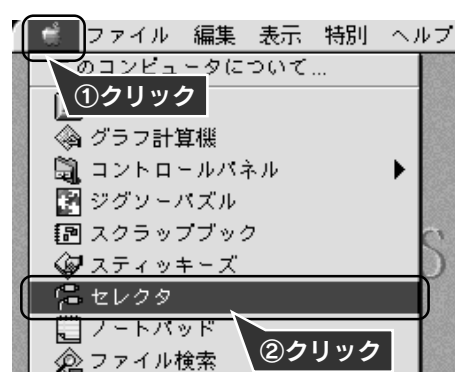 ファイル 編集 表示 特別 ヘルプ
のコンピュータについて...
①クリック
グラフ計算機
コントロールパネル
ジグソーパズル
スクラップブック
スティッキーズ
セレクタ
ノートパッド
②クリック
ファイル検索
S